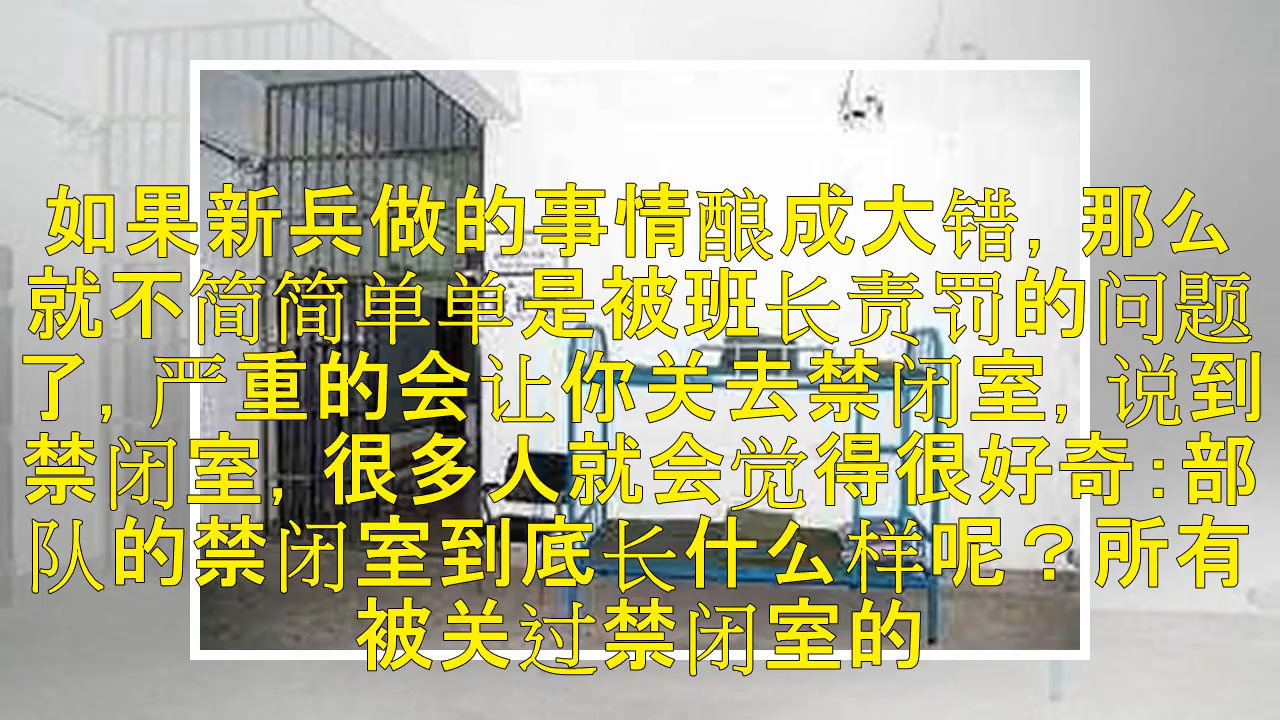 如果新兵做的事情酿成大错, 那么
就不简简单单是被班长责罚的问题
了, 严重的会让你关去禁闭室, 说到
禁闭室, 很多人就会觉得很好奇:部
队的禁闭室到底长什么样呢？所有
被关过禁闭室的